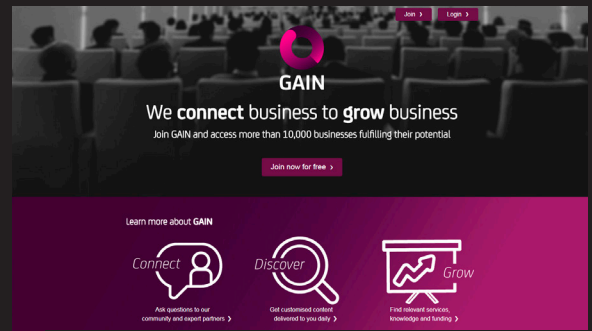 Join ›
Login ›
GAIN
We connect business to grow business
Join GAIN and access more than 10,000 businesses fulfilling their potential
Join now for free ›
Learn more about GAIN
Connect
Discover
Grow
Ask questions to our
community and expert partners ›
Get customised content
delivered to you daily ›
Find relevant services,
knowledge and funding ›